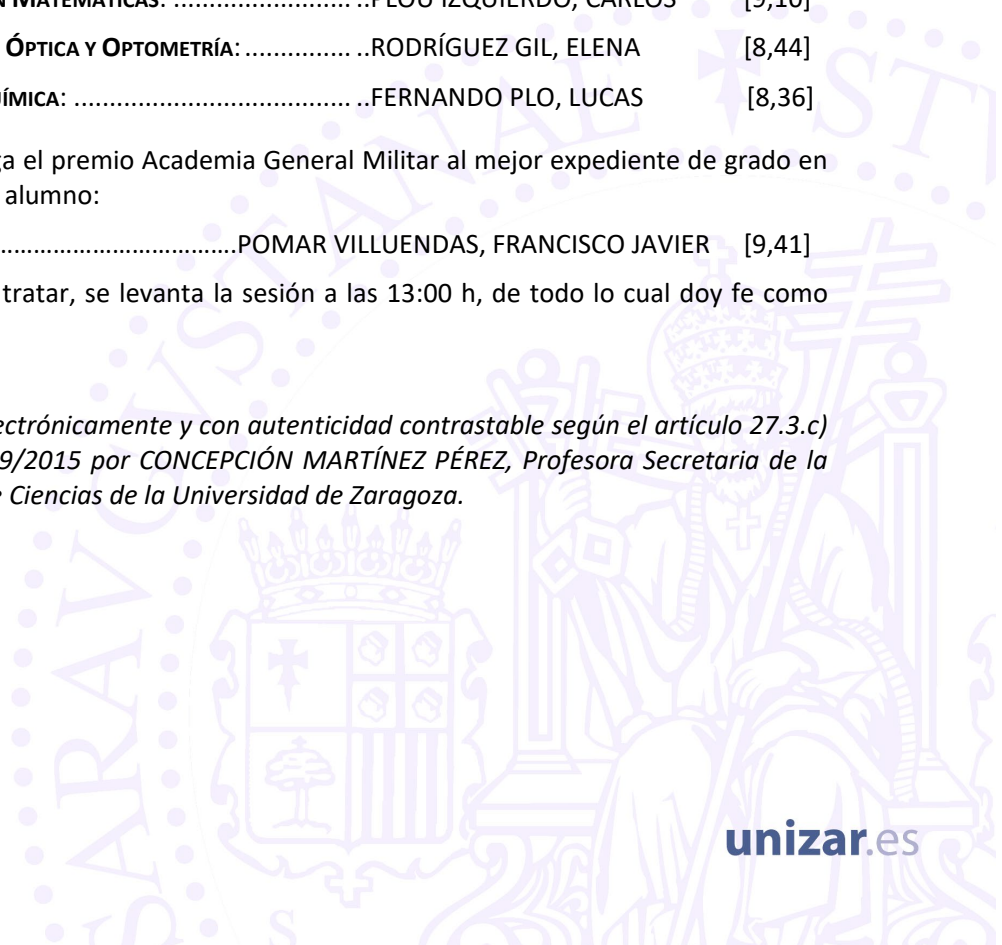 N MATEMÁTICAS: ........................ ..PLOU IZQUIERDO, CARLOS [9,10]
ÓPTICA Y OPTOMETRÍA: ............... ..RODRÍGUEZ GIL, ELENA [8,44]
UÍMICA: .................................... ..FERNANDO PLO, LUCAS [8,36]
ga el premio Academia General Militar al mejor expediente de grado en
alumno:
........................................POMAR VILLUENDAS, FRANCISCO JAVIER [9,41]
tratar, se levanta la sesión a las 13:00 h, de todo lo cual doy fe como
ectrónicamente y con autenticidad contrastable según el artículo 27.3.c)
9/2015 por CONCEPCIÓN MARTÍNEZ PÉREZ, Profesora Secretaria de la
e Ciencias de la Universidad de Zaragoza.
unizar.es